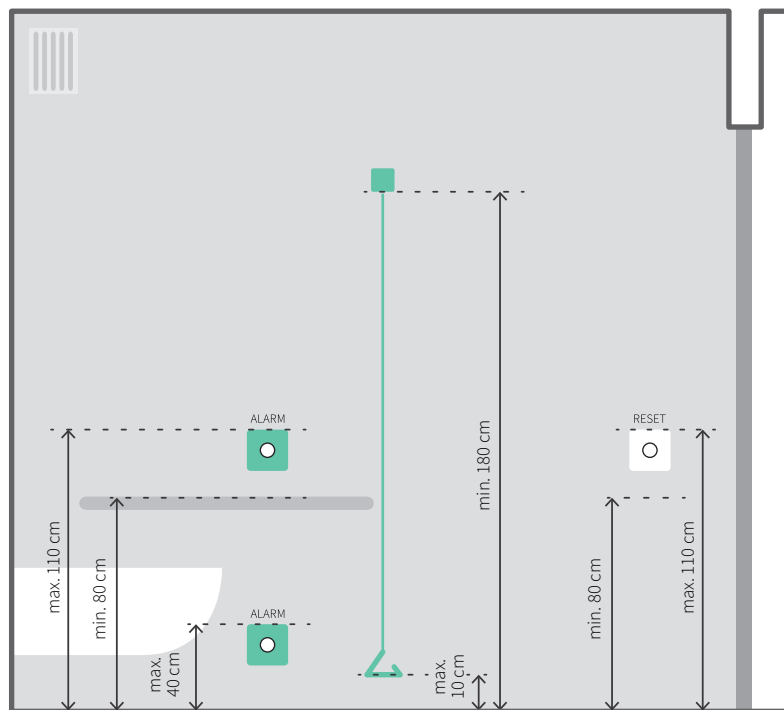 ALARM
RESET
min. 180 cm
max. 110 cm
min. 80 cm
max. 110 cm
min. 80 cm
ALARM
max.
40 cm
max.
10 cm